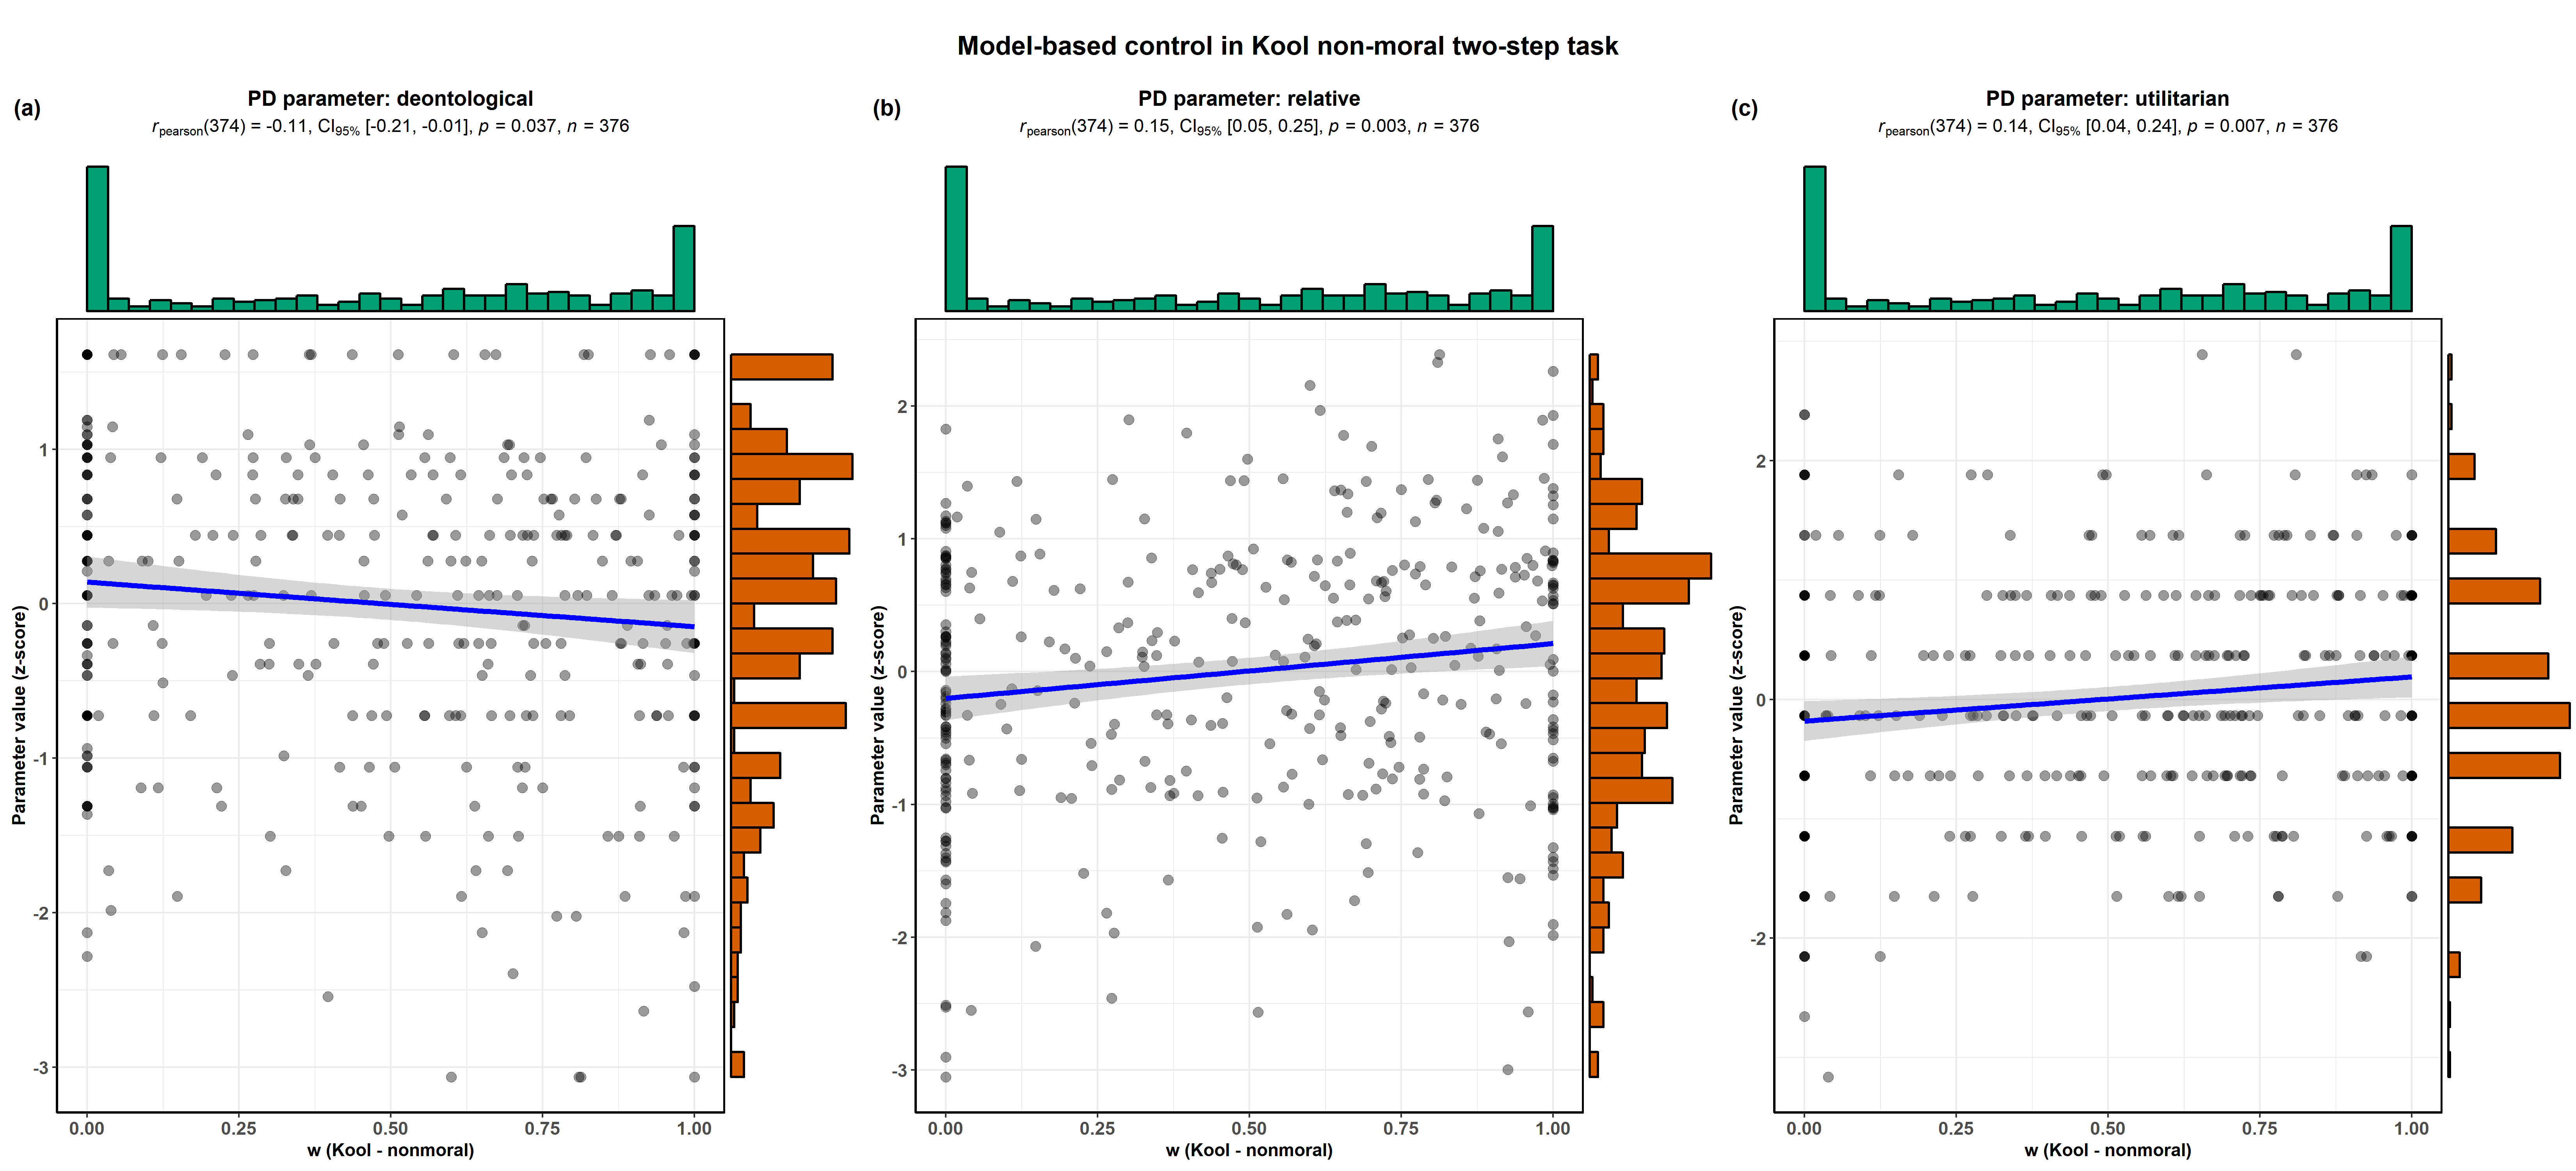 Model-based control in Kool non-moral two-step task
(a)
PD parameter: deontological
rpearson(374) = -0.11, CI95% [-0.21, -0.01], p = 0.037, n = 376
1
0
-1
-2
-3
Parameter value (z-score)
0.00 0.25 0.50 0.75 1.00
w (Kool - nonmoral)
(b)
PD parameter: relative
rpearson(374) = 0.15, CI95% [0.05, 0.25], p = 0.003, n = 376
2
1
0
-1
-2
-3
Parameter value (z-score)
0.00 0.25 0.50 0.75 1.00
w (Kool - nonmoral)
(c)
PD parameter: utilitarian
rpearson(374) = 0.14, CI95% [0.04, 0.24], p = 0.007, n = 376
2
0
-2
Parameter value (z-score)
0.00 0.25 0.50 0.75 1.00
w (Kool - nonmoral)